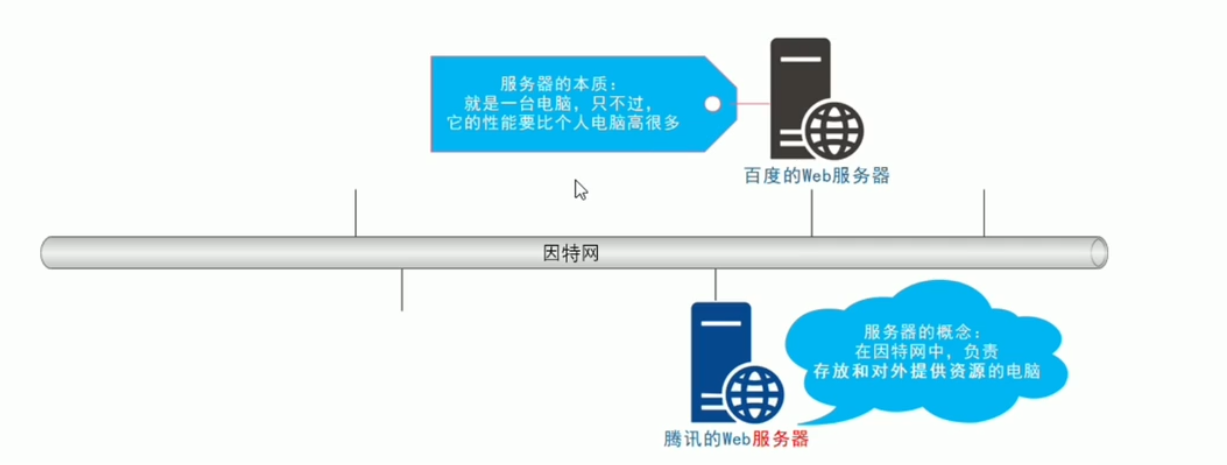 服务器的本质：
就是一台电脑，只不过，
它的性能要比个人电脑高很多
百度的Web服务器
因特网
服务器的概念：
在因特网中，负责
存放和对外提供资源的电脑
腾讯的Web服务器